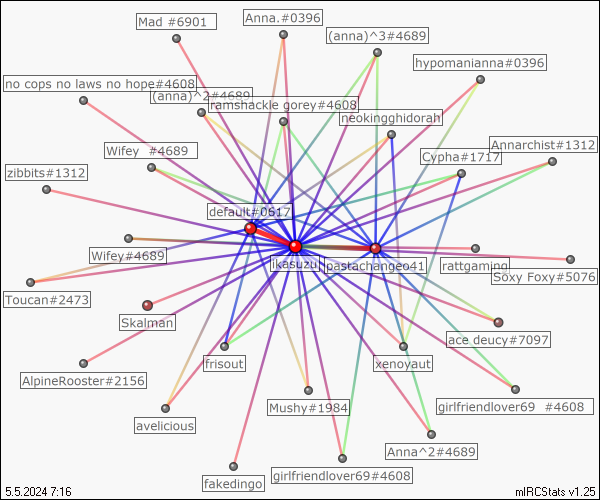 Mad #6901
Anna.#0396
(anna)^3#4689
hypomanianna#0396
no cops no laws no hope#4608
(anna)^2#4689
ramshackle gorey#4608
neokingghidorah
Wifey  #4689
Cypha#1717
Annarchist#1312
zibbits#1312
default#0617
Wifey#4689
ikasuzu
pastachangeo41
rattgaming
Soxy Foxy#5076
Toucan#2473
Skalman
ace deucy#7097
frisout
xenoyaut
AlpineRooster#2156
Mushy#1984
girlfriendlover69  #4608
avelicious
Anna^2#4689
fakedingo
girlfriendlover69#4608
5.5.2024 7:16
mIRCStats v1.25